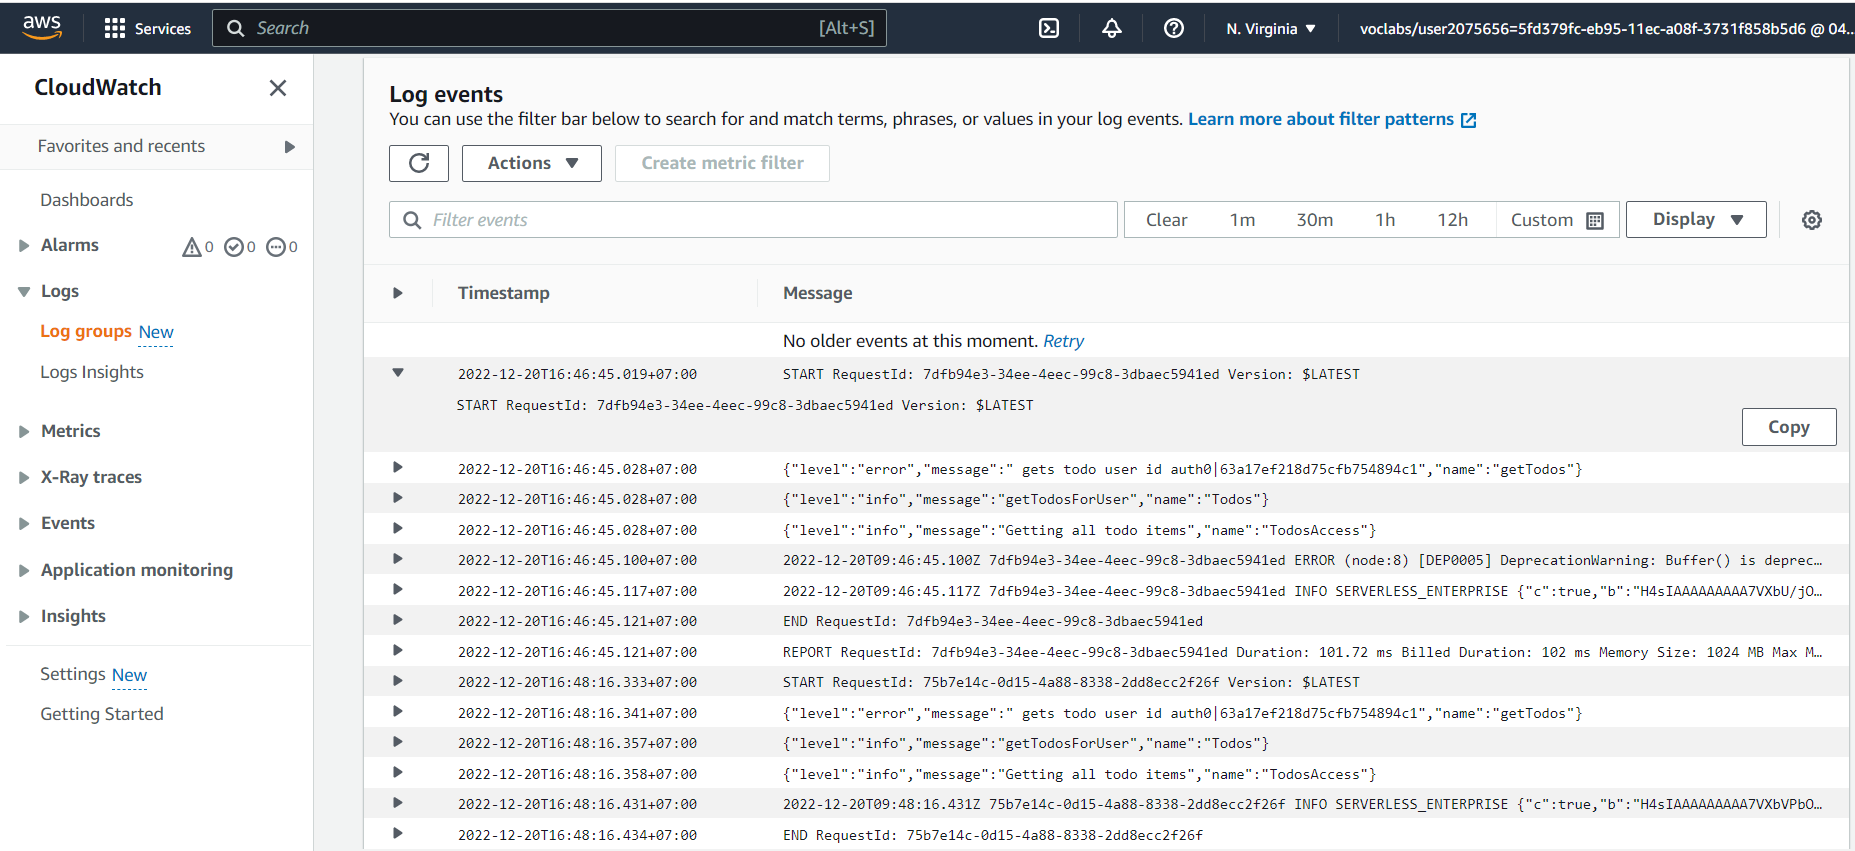 aws Services Search [Alt+S] N. Virginia voclabs/user2075656=5fd379fc-eb95-11ec-a08f-3731f858b5d6 @ 04...
CloudWatch
Favorites and recents
Dashboards
Alarms 0 0 0
Logs
Log groups New
Logs Insights
Metrics
X-Ray traces
Events
Application monitoring
Insights
Settings New
Getting Started
Log events
You can use the filter bar below to search for and match terms, phrases, or values in your log events. Learn more about filter patterns
Actions Create metric filter
Filter events Clear 1m 30m 1h 12h Custom Display
Timestamp Message
No older events at this moment. Retry
2022-12-20T16:46:45.019+07:00 START RequestId: 7dfb94e3-34ee-4eec-99c8-3dbaec5941ed Version: $LATEST
START RequestId: 7dfb94e3-34ee-4eec-99c8-3dbaec5941ed Version: $LATEST
Copy
2022-12-20T16:46:45.028+07:00 {"level":"error","message":" gets todo user id auth0|63a17ef218d75cfb754894c1","name":"getTodos"}
2022-12-20T16:46:45.028+07:00 {"level":"info","message":"getTodosForUser","name":"Todos"}
2022-12-20T16:46:45.028+07:00 {"level":"info","message":"Getting all todo items","name":"TodosAccess"}
2022-12-20T16:46:45.100+07:00 2022-12-20T09:46:45.100Z 7dfb94e3-34ee-4eec-99c8-3dbaec5941ed ERROR (node:8) [DEP0005] DeprecationWarning: Buffer() is deprec...
2022-12-20T16:46:45.117+07:00 2022-12-20T09:46:45.117Z 7dfb94e3-34ee-4eec-99c8-3dbaec5941ed INFO SERVERLESS_ENTERPRISE {"c":true,"b":"H4sIAAAAAAAAA7VXbU/jO...
2022-12-20T16:46:45.121+07:00 END RequestId: 7dfb94e3-34ee-4eec-99c8-3dbaec5941ed
2022-12-20T16:46:45.121+07:00 REPORT RequestId: 7dfb94e3-34ee-4eec-99c8-3dbaec5941ed Duration: 101.72 ms Billed Duration: 102 ms Memory Size: 1024 MB Max M...
2022-12-20T16:48:16.333+07:00 START RequestId: 75b7e14c-0d15-4a88-8338-2dd8ecc2f26f Version: $LATEST
2022-12-20T16:48:16.341+07:00 {"level":"error","message":" gets todo user id auth0|63a17ef218d75cfb754894c1","name":"getTodos"}
2022-12-20T16:48:16.357+07:00 {"level":"info","message":"getTodosForUser","name":"Todos"}
2022-12-20T16:48:16.358+07:00 {"level":"info","message":"Getting all todo items","name":"TodosAccess"}
2022-12-20T16:48:16.431+07:00 2022-12-20T09:48:16.431Z 75b7e14c-0d15-4a88-8338-2dd8ecc2f26f INFO SERVERLESS_ENTERPRISE {"c":true,"b":"H4sIAAAAAAAAA7VXbVPbO...
2022-12-20T16:48:16.434+07:00 END RequestId: 75b7e14c-0d15-4a88-8338-2dd8ecc2f26f